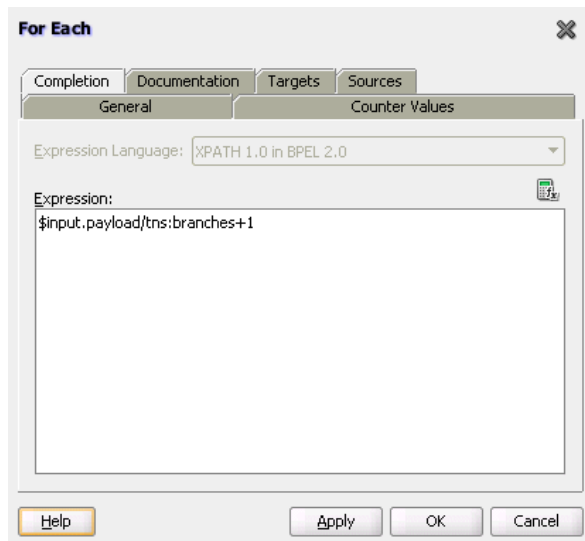 For Each
Completion Documentation Targets Sources
General Counter Values
Expression Language: XPATH 1.0 in BPEL 2.0
Expression:
$input.payload/tns:branches+1
Help Apply OK Cancel